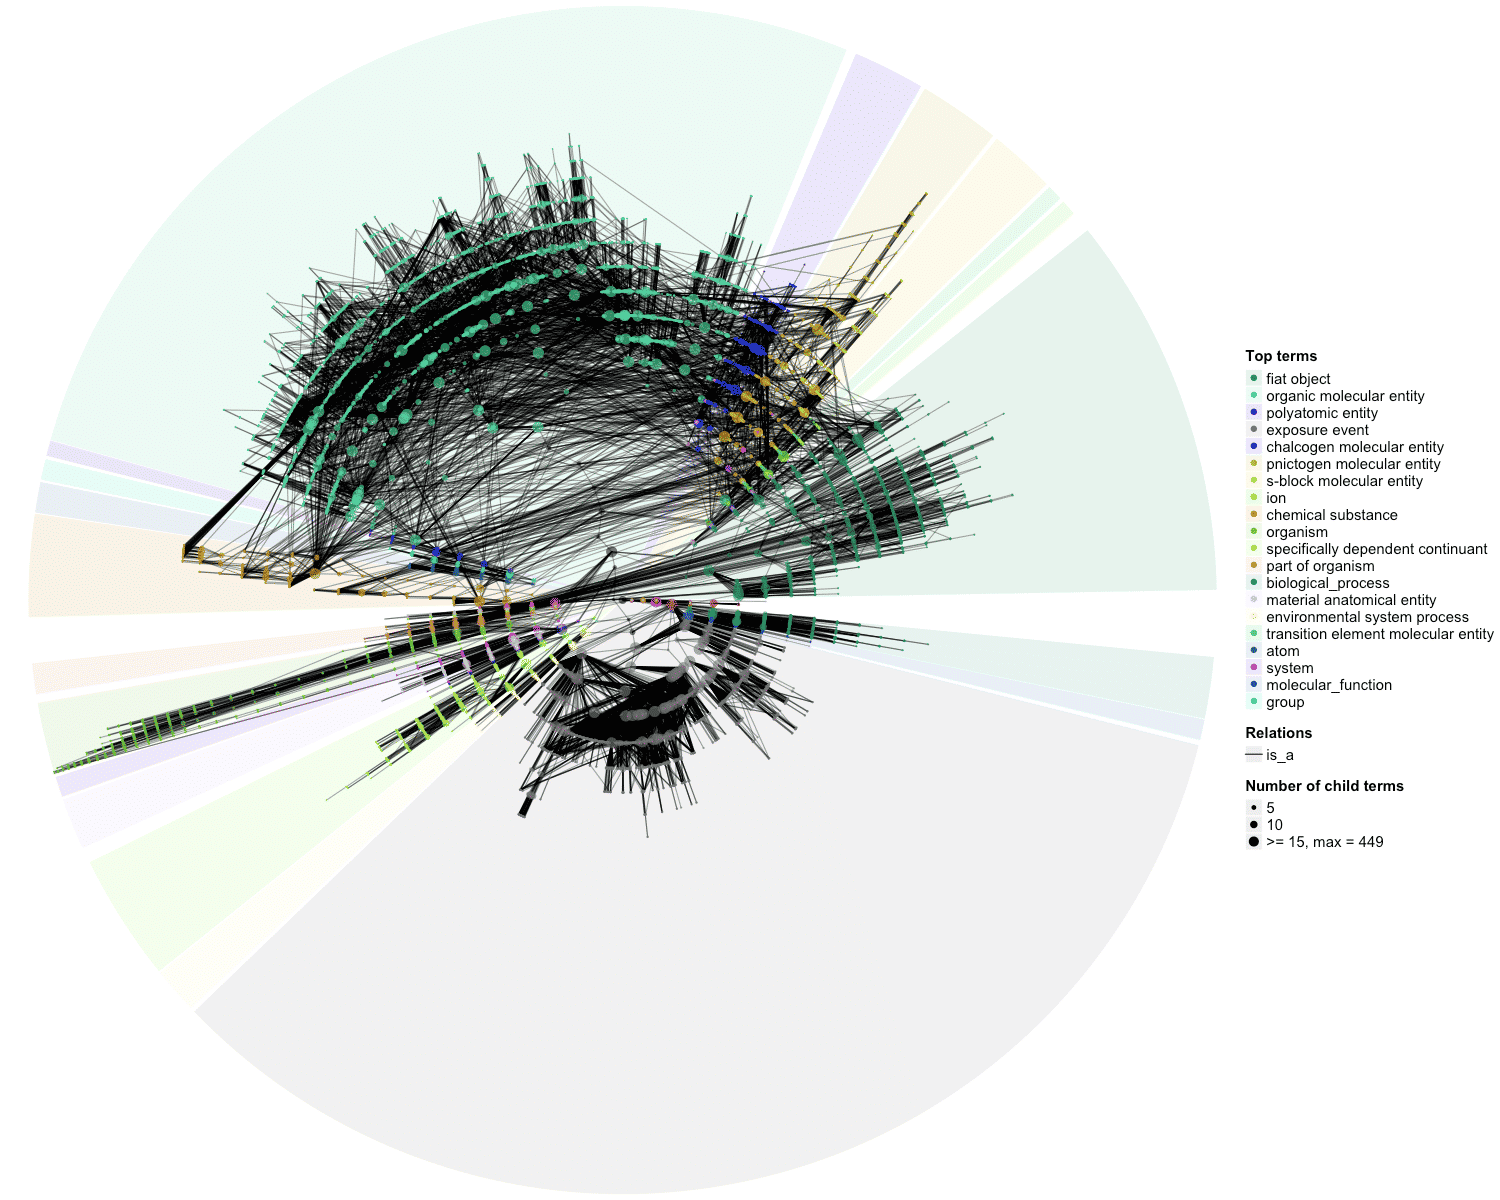 Top terms
fiat object
organic molecular entity
polyatomic entity
exposure event
chalcogen molecular entity
pnictogen molecular entity
s-block molecular entity
ion
chemical substance
organism
specifically dependent continuant
part of organism
biological_process
material anatomical entity
environmental system process
transition element molecular entity
atom
system
molecular_function
group
Relations
is_a
Number of child terms
5
10
>= 15, max = 449